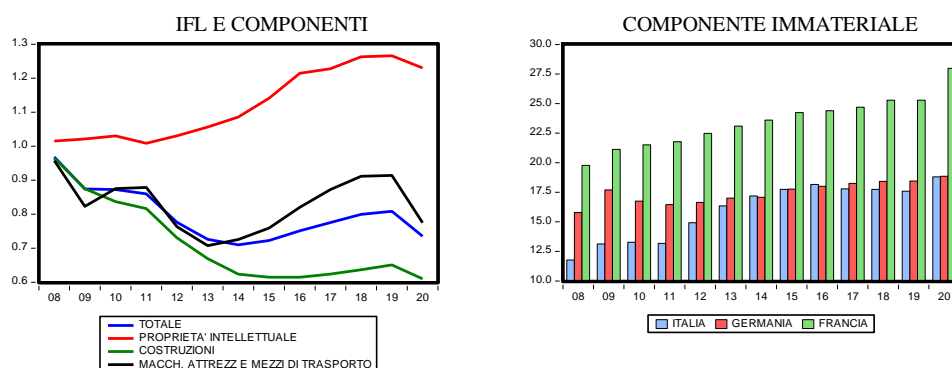 IFL E COMPONENTI
1.3
1.2
1.1
1.0
0.9
0.8
0.7
0.6
08 09 10 11 12 13 14 15 16 17 18 19 20
TOTALE
PROPRIETA' INTELLETTUALE
COSTRUZIONI
MACCH, ATTREZZ E MEZZI DI TRASPORTO
COMPONENTE IMMATERIALE
30.0
27.5
25.0
22.5
20.0
17.5
15.0
12.5
10.0
08 09 10 11 12 13 14 15 16 17 18 19 20
ITALIA GERMANIA FRANCIA